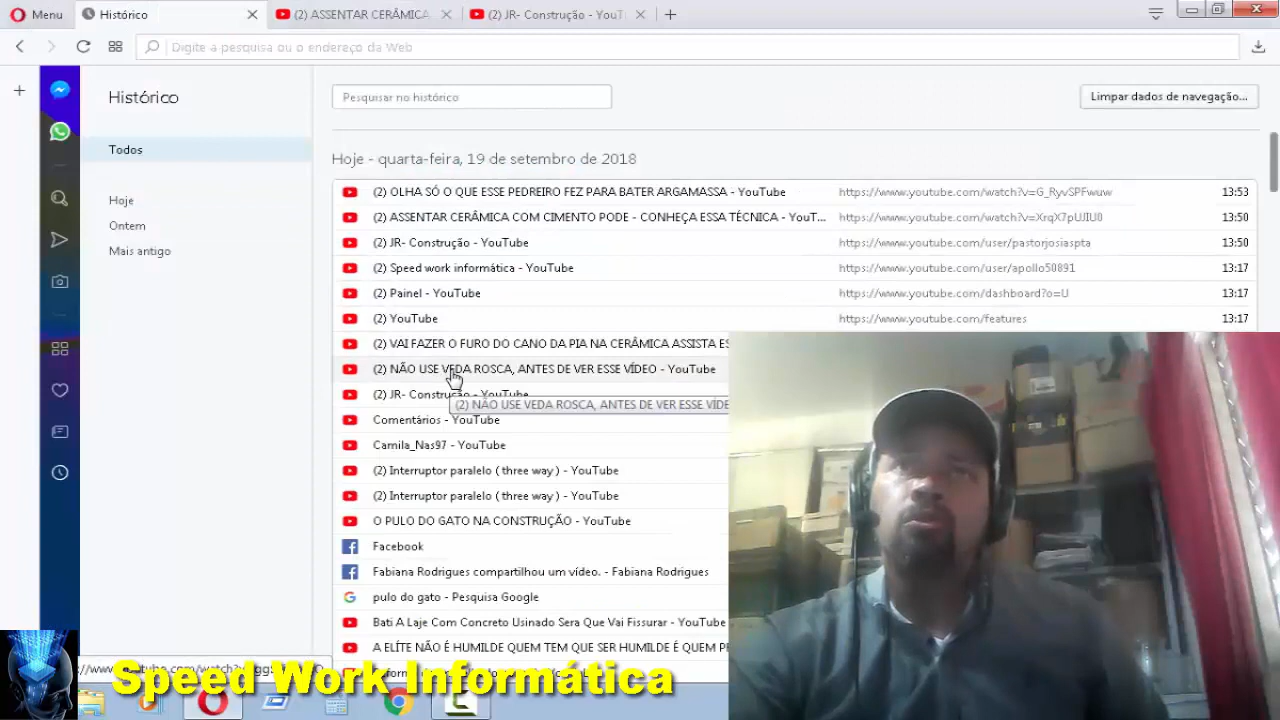 Menu
Histórico
(2) ASSENTAR CERÂMICA
(2) JR- Construção - YouT
Digite a pesquisa ou o endereço da Web
Histórico
Pesquisar no histórico
Limpar dados de navegação...
Todos
Hoje
Ontem
Mais antigo
Hoje - quarta-feira, 19 de setembro de 2018
(2) OLHA SÓ O QUE ESSE PEDREIRO FEZ PARA BATER ARGAMASSA - YouTube https://www.youtube.com/watch?v=G_RyvSPFwuw 13:53
(2) ASSENTAR CERÂMICA COM CIMENTO PODE - CONHEÇA ESSA TÉCNICA - YouT... https://www.youtube.com/watch?v=XrqX7pUJIU0 13:50
(2) JR- Construção - YouTube https://www.youtube.com/user/pastorjosiaspta 13:50
(2) Speed work informática - YouTube https://www.youtube.com/user/apollo50891 13:17
(2) Painel - YouTube https://www.youtube.com/dashboard?o=U 13:17
(2) YouTube https://www.youtube.com/features 13:17
(2) VAI FAZER O FURO DO CANO DA PIA NA CERÂMICA ASSISTA ES
(2) NÃO USE VEDA ROSCA, ANTES DE VER ESSE VÍDEO - YouTube
(2) JR- Construção - YouTube
(2) NÃO USE VEDA ROSCA, ANTES DE VER ESSE VÍDE
Comentários - YouTube
Camila_Nas97 - YouTube
(2) Interruptor paralelo ( three way ) - YouTube
(2) Interruptor paralelo ( three way ) - YouTube
O PULO DO GATO NA CONSTRUÇÃO - YouTube
Facebook
Fabiana Rodrigues compartilhou um vídeo. - Fabiana Rodrigues
pulo do gato - Pesquisa Google
Bati A Laje Com Concreto Usinado Sera Que Vai Fissurar - YouTube
A ELÍTE NÃO É HUMILDE QUEM TEM QUE SER HUMILDE É QUEM P
Speed Work Informática